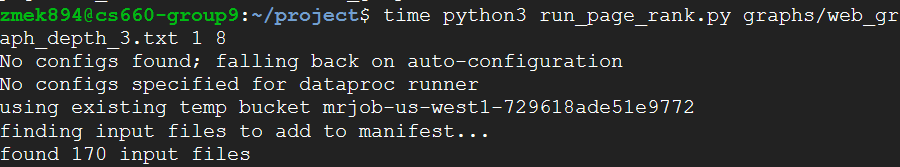 zmek894@cs660-group9:~/project$ time python3 run_page_rank.py graphs/web_gr
aph_depth_3.txt 1 8
No configs found; falling back on auto-configuration
No configs specified for dataproc runner
using existing temp bucket mrjob-us-west1-729618ade51e9772
finding input files to add to manifest...
found 170 input files